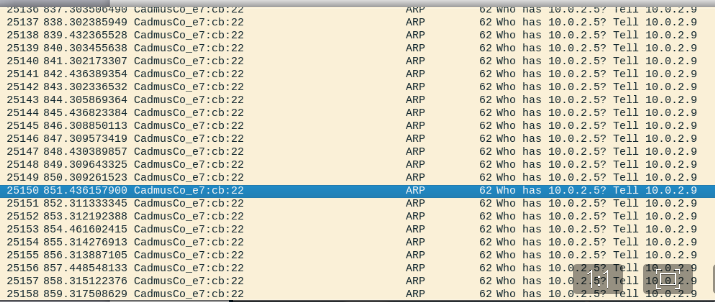 25136 837.303506490 CadmusCo_e7:cb:22 ARP 62 Who has 10.0.2.5? Tell 10.0.2.9
25137 838.302385949 CadmusCo_e7:cb:22 ARP 62 Who has 10.0.2.5? Tell 10.0.2.9
25138 839.432365528 CadmusCo_e7:cb:22 ARP 62 Who has 10.0.2.5? Tell 10.0.2.9
25139 840.303455638 CadmusCo_e7:cb:22 ARP 62 Who has 10.0.2.5? Tell 10.0.2.9
25140 841.302173307 CadmusCo_e7:cb:22 ARP 62 Who has 10.0.2.5? Tell 10.0.2.9
25141 842.436389354 CadmusCo_e7:cb:22 ARP 62 Who has 10.0.2.5? Tell 10.0.2.9
25142 843.302336532 CadmusCo_e7:cb:22 ARP 62 Who has 10.0.2.5? Tell 10.0.2.9
25143 844.305869364 CadmusCo_e7:cb:22 ARP 62 Who has 10.0.2.5? Tell 10.0.2.9
25144 845.436823384 CadmusCo_e7:cb:22 ARP 62 Who has 10.0.2.5? Tell 10.0.2.9
25145 846.308850113 CadmusCo_e7:cb:22 ARP 62 Who has 10.0.2.5? Tell 10.0.2.9
25146 847.309573419 CadmusCo_e7:cb:22 ARP 62 Who has 10.0.2.5? Tell 10.0.2.9
25147 848.430389857 CadmusCo_e7:cb:22 ARP 62 Who has 10.0.2.5? Tell 10.0.2.9
25148 849.309643325 CadmusCo_e7:cb:22 ARP 62 Who has 10.0.2.5? Tell 10.0.2.9
25149 850.309261523 CadmusCo_e7:cb:22 ARP 62 Who has 10.0.2.5? Tell 10.0.2.9
25150 851.436157900 CadmusCo_e7:cb:22 ARP 62 Who has 10.0.2.5? Tell 10.0.2.9
25151 852.311333345 CadmusCo_e7:cb:22 ARP 62 Who has 10.0.2.5? Tell 10.0.2.9
25152 853.312192388 CadmusCo_e7:cb:22 ARP 62 Who has 10.0.2.5? Tell 10.0.2.9
25153 854.461602415 CadmusCo_e7:cb:22 ARP 62 Who has 10.0.2.5? Tell 10.0.2.9
25154 855.314276913 CadmusCo_e7:cb:22 ARP 62 Who has 10.0.2.5? Tell 10.0.2.9
25155 856.313887105 CadmusCo_e7:cb:22 ARP 62 Who has 10.0.2.5? Tell 10.0.2.9
25156 857.448548133 CadmusCo_e7:cb:22 ARP 62 Who has 10.0.2.5? Tell 10.0.2.9
25157 858.315122376 CadmusCo_e7:cb:22 ARP 62 Who has 10.0.2.5? Tell 10.0.2.9
25158 859.317508629 CadmusCo_e7:cb:22 ARP 62 Who has 10.0.2.5? Tell 10.0.2.9